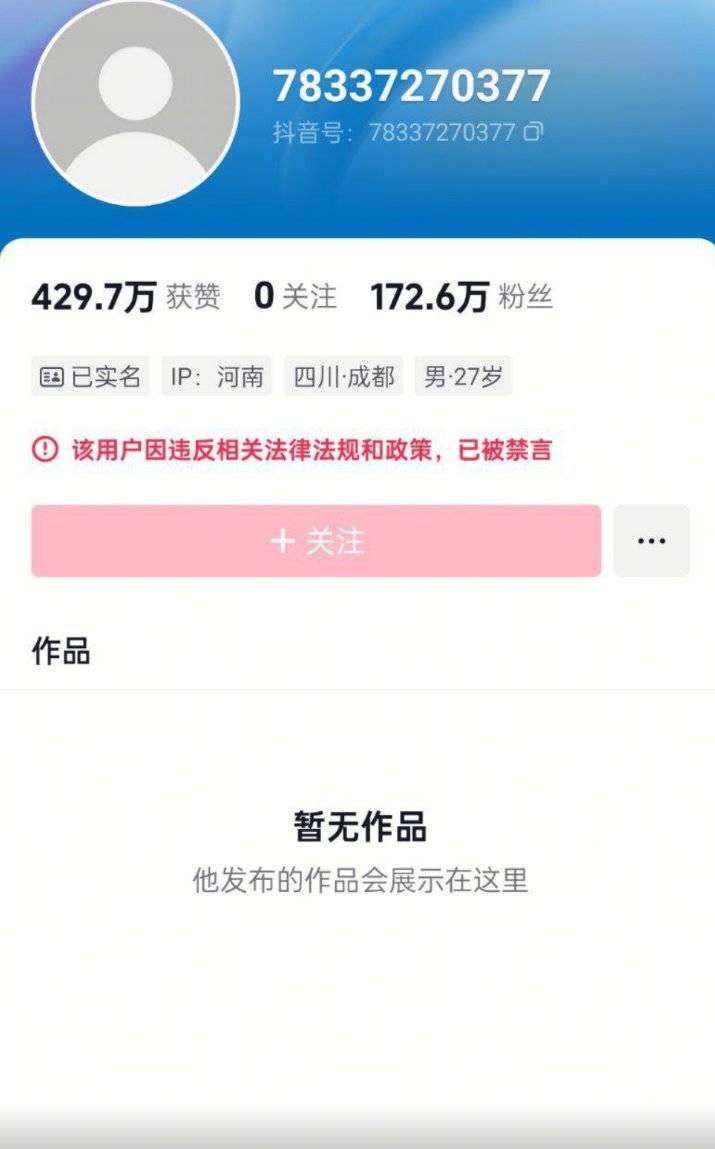 78337270377
抖音号：78337270377
429.7万 获赞 0 关注 172.6万 粉丝
已实名 IP：河南 四川·成都 男·27岁
该用户因违反相关法律法规和政策，已被禁言
+ 关注 ···
作品
暂无作品
他发布的作品会展示在这里